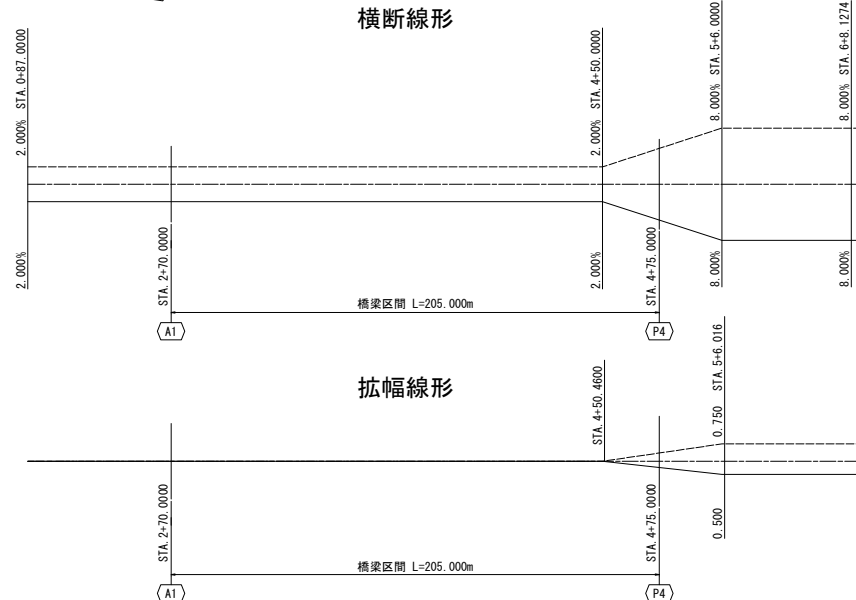 横断線形
2.000% STA.0+87.0000
2.000% STA.4+50.0000
8.000% STA.5+6.0000
8.000% STA.6+8.1274
2.000%
STA.2+70.0000
2.000%
STA.4+75.0000
8.000%
8.000%
橋梁区間 L=205.000m
A1
P4
拡幅線形
STA.4+50.4600
0.750 STA.5+6.016
STA.2+70.0000
STA.4+75.0000
0.500
橋梁区間 L=205.000m
A1
P4